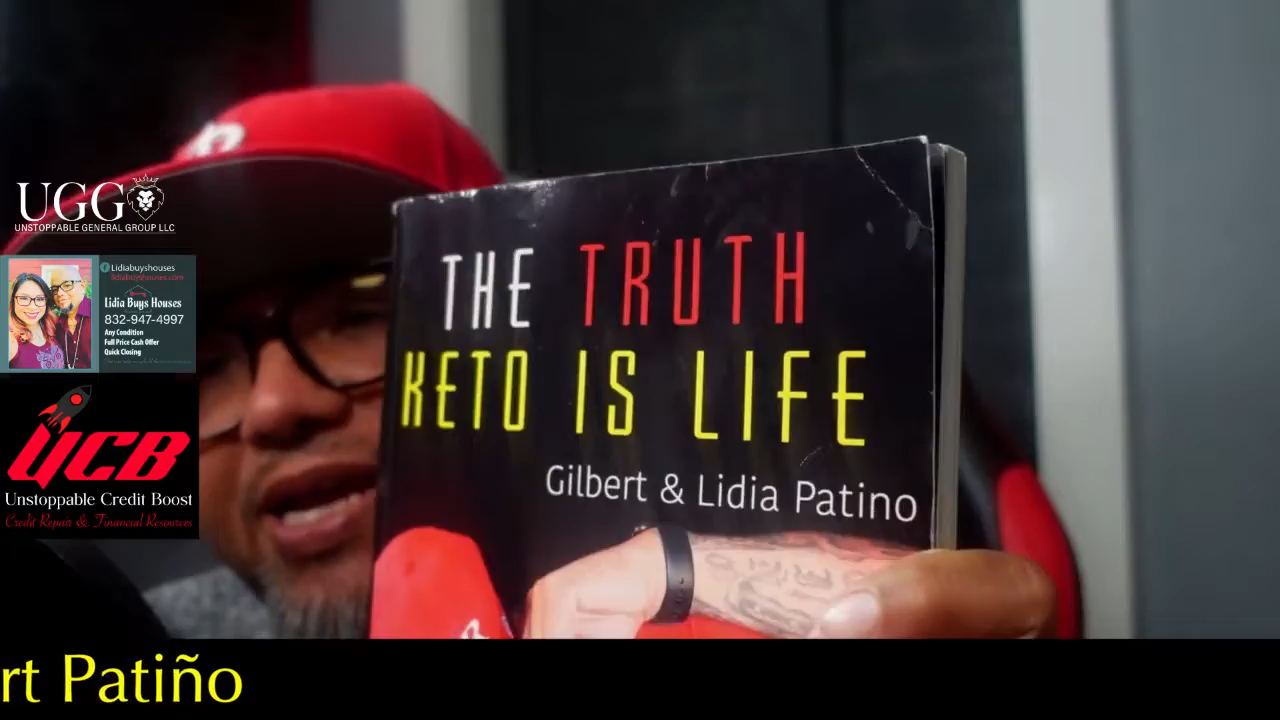 UGG
UNSTOPPABLE GENERAL GROUP LLC
Lidiabuyshouses
lidiabuyshouses.com
Lidia Buys Houses
832-947-4997
Any Condition
Full Price Cash Offer
Quick Closing
UCB
Unstoppable Credit Boost
Credit Repair & Financial Resources
THE TRUTH
KETO IS LIFE
Gilbert & Lidia Patino
rt Patiño